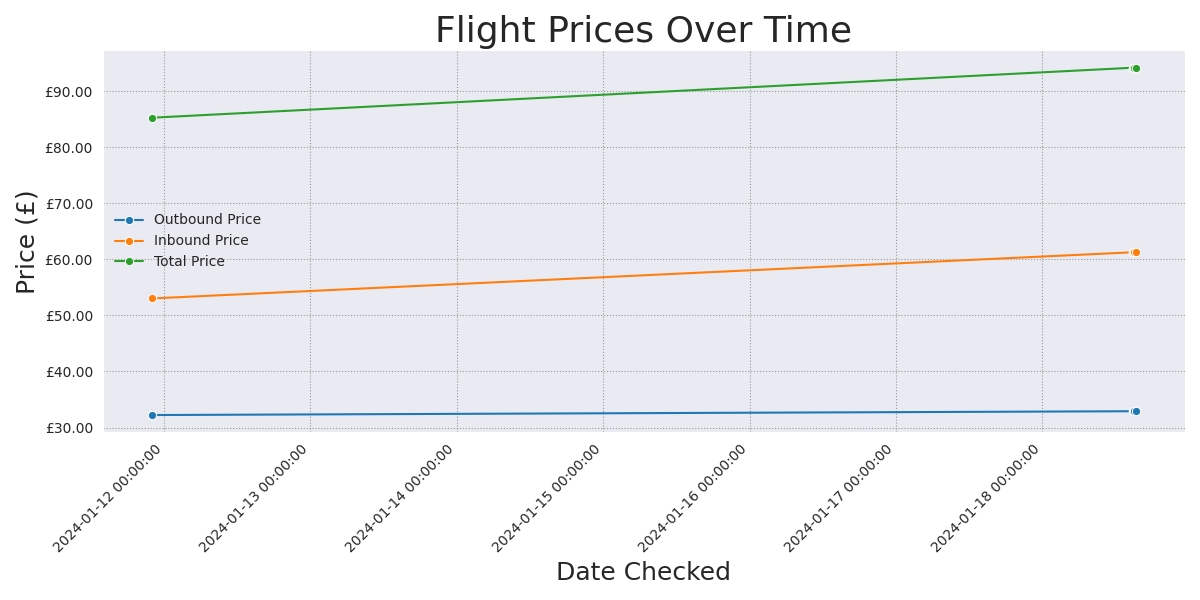 Flight Prices Over Time
Price (£)
£90.00
£80.00
£70.00
£60.00
£50.00
£40.00
£30.00
Outbound Price
Inbound Price
Total Price
2024-01-12 00:00:00
2024-01-13 00:00:00
2024-01-14 00:00:00
2024-01-15 00:00:00
2024-01-16 00:00:00
2024-01-17 00:00:00
2024-01-18 00:00:00
Date Checked